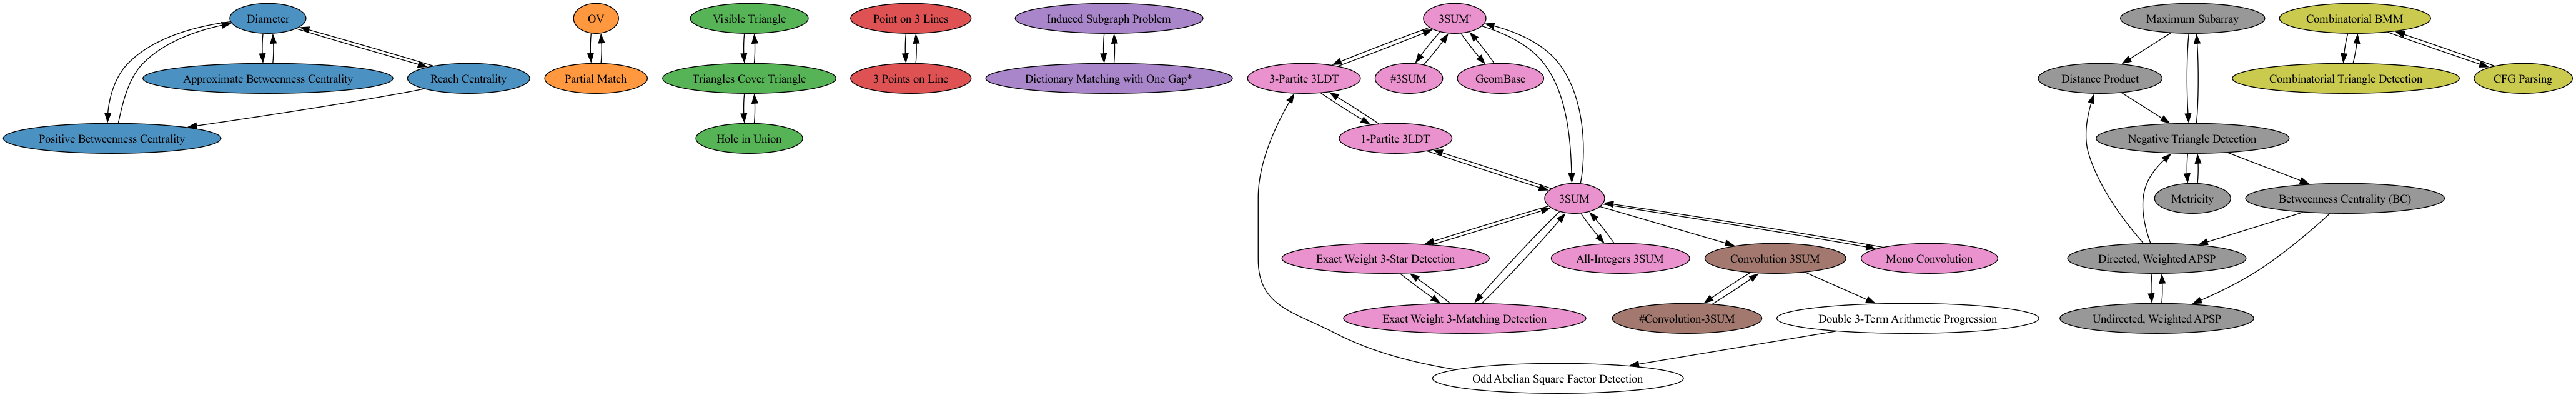 Diameter
OV
Visible Triangle
Point on 3 Lines
Induced Subgraph Problem
3SUM'
Maximum Subarray
Combinatorial BMM
Approximate Betweenness Centrality
Reach Centrality
Partial Match
Triangles Cover Triangle
3 Points on Line
Dictionary Matching with One Gap*
3-Partite 3LDT
#3SUM
GeomBase
Distance Product
Combinatorial Triangle Detection
CFG Parsing
Positive Betweenness Centrality
Hole in Union
1-Partite 3LDT
Negative Triangle Detection
3SUM
Metricity
Betweenness Centrality (BC)
Exact Weight 3-Star Detection
All-Integers 3SUM
Convolution 3SUM
Mono Convolution
Directed, Weighted APSP
Exact Weight 3-Matching Detection
#Convolution-3SUM
Double 3-Term Arithmetic Progression
Undirected, Weighted APSP
Odd Abelian Square Factor Detection